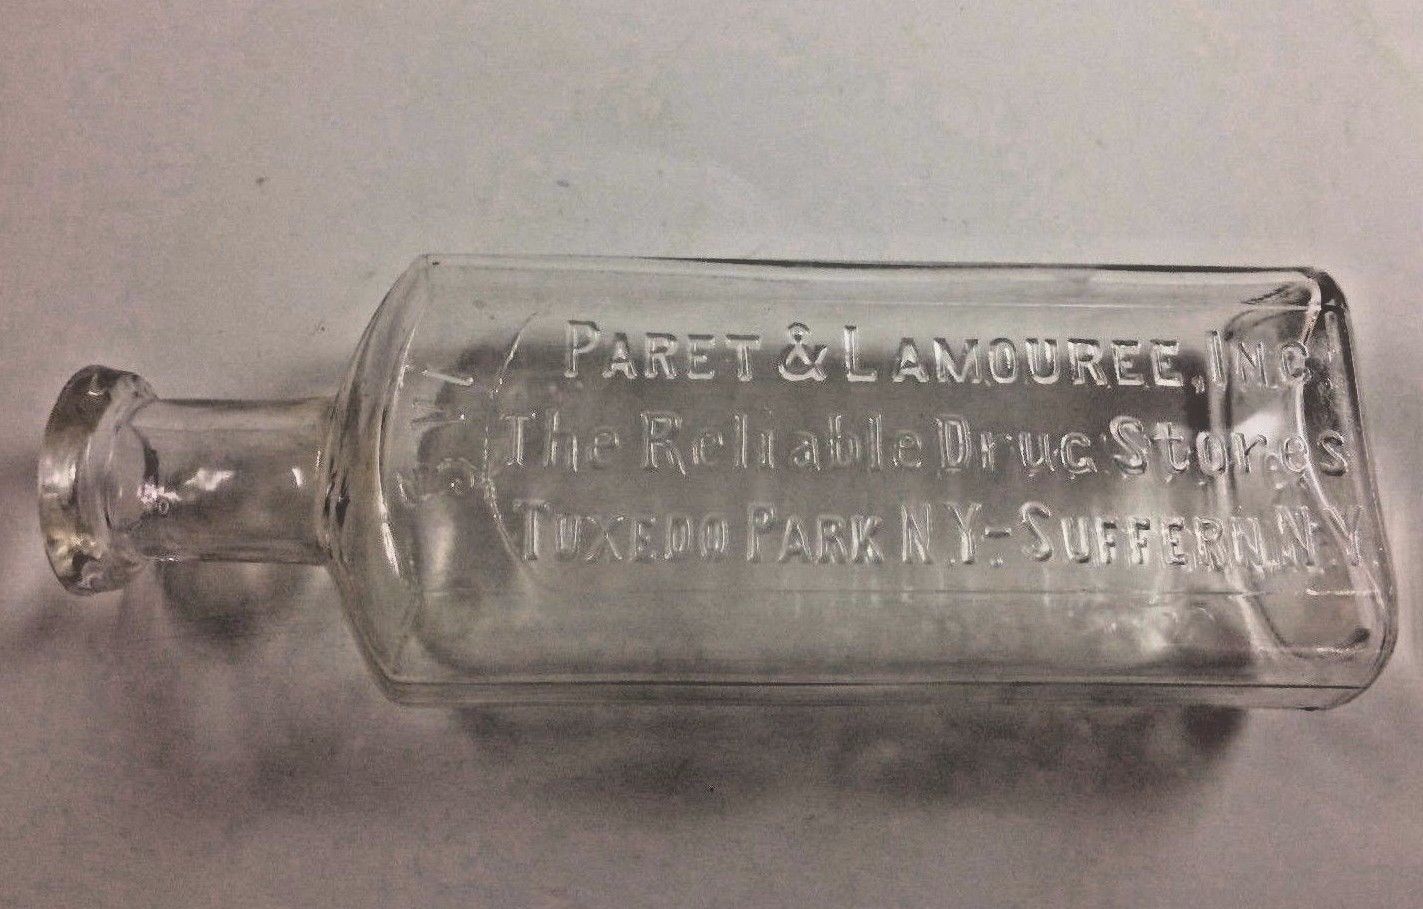 PARET & LAMOUREE, INC.
The Reliable Drug Stores
TUXEDO PARK N.Y.-SUFFERN.N.Y.